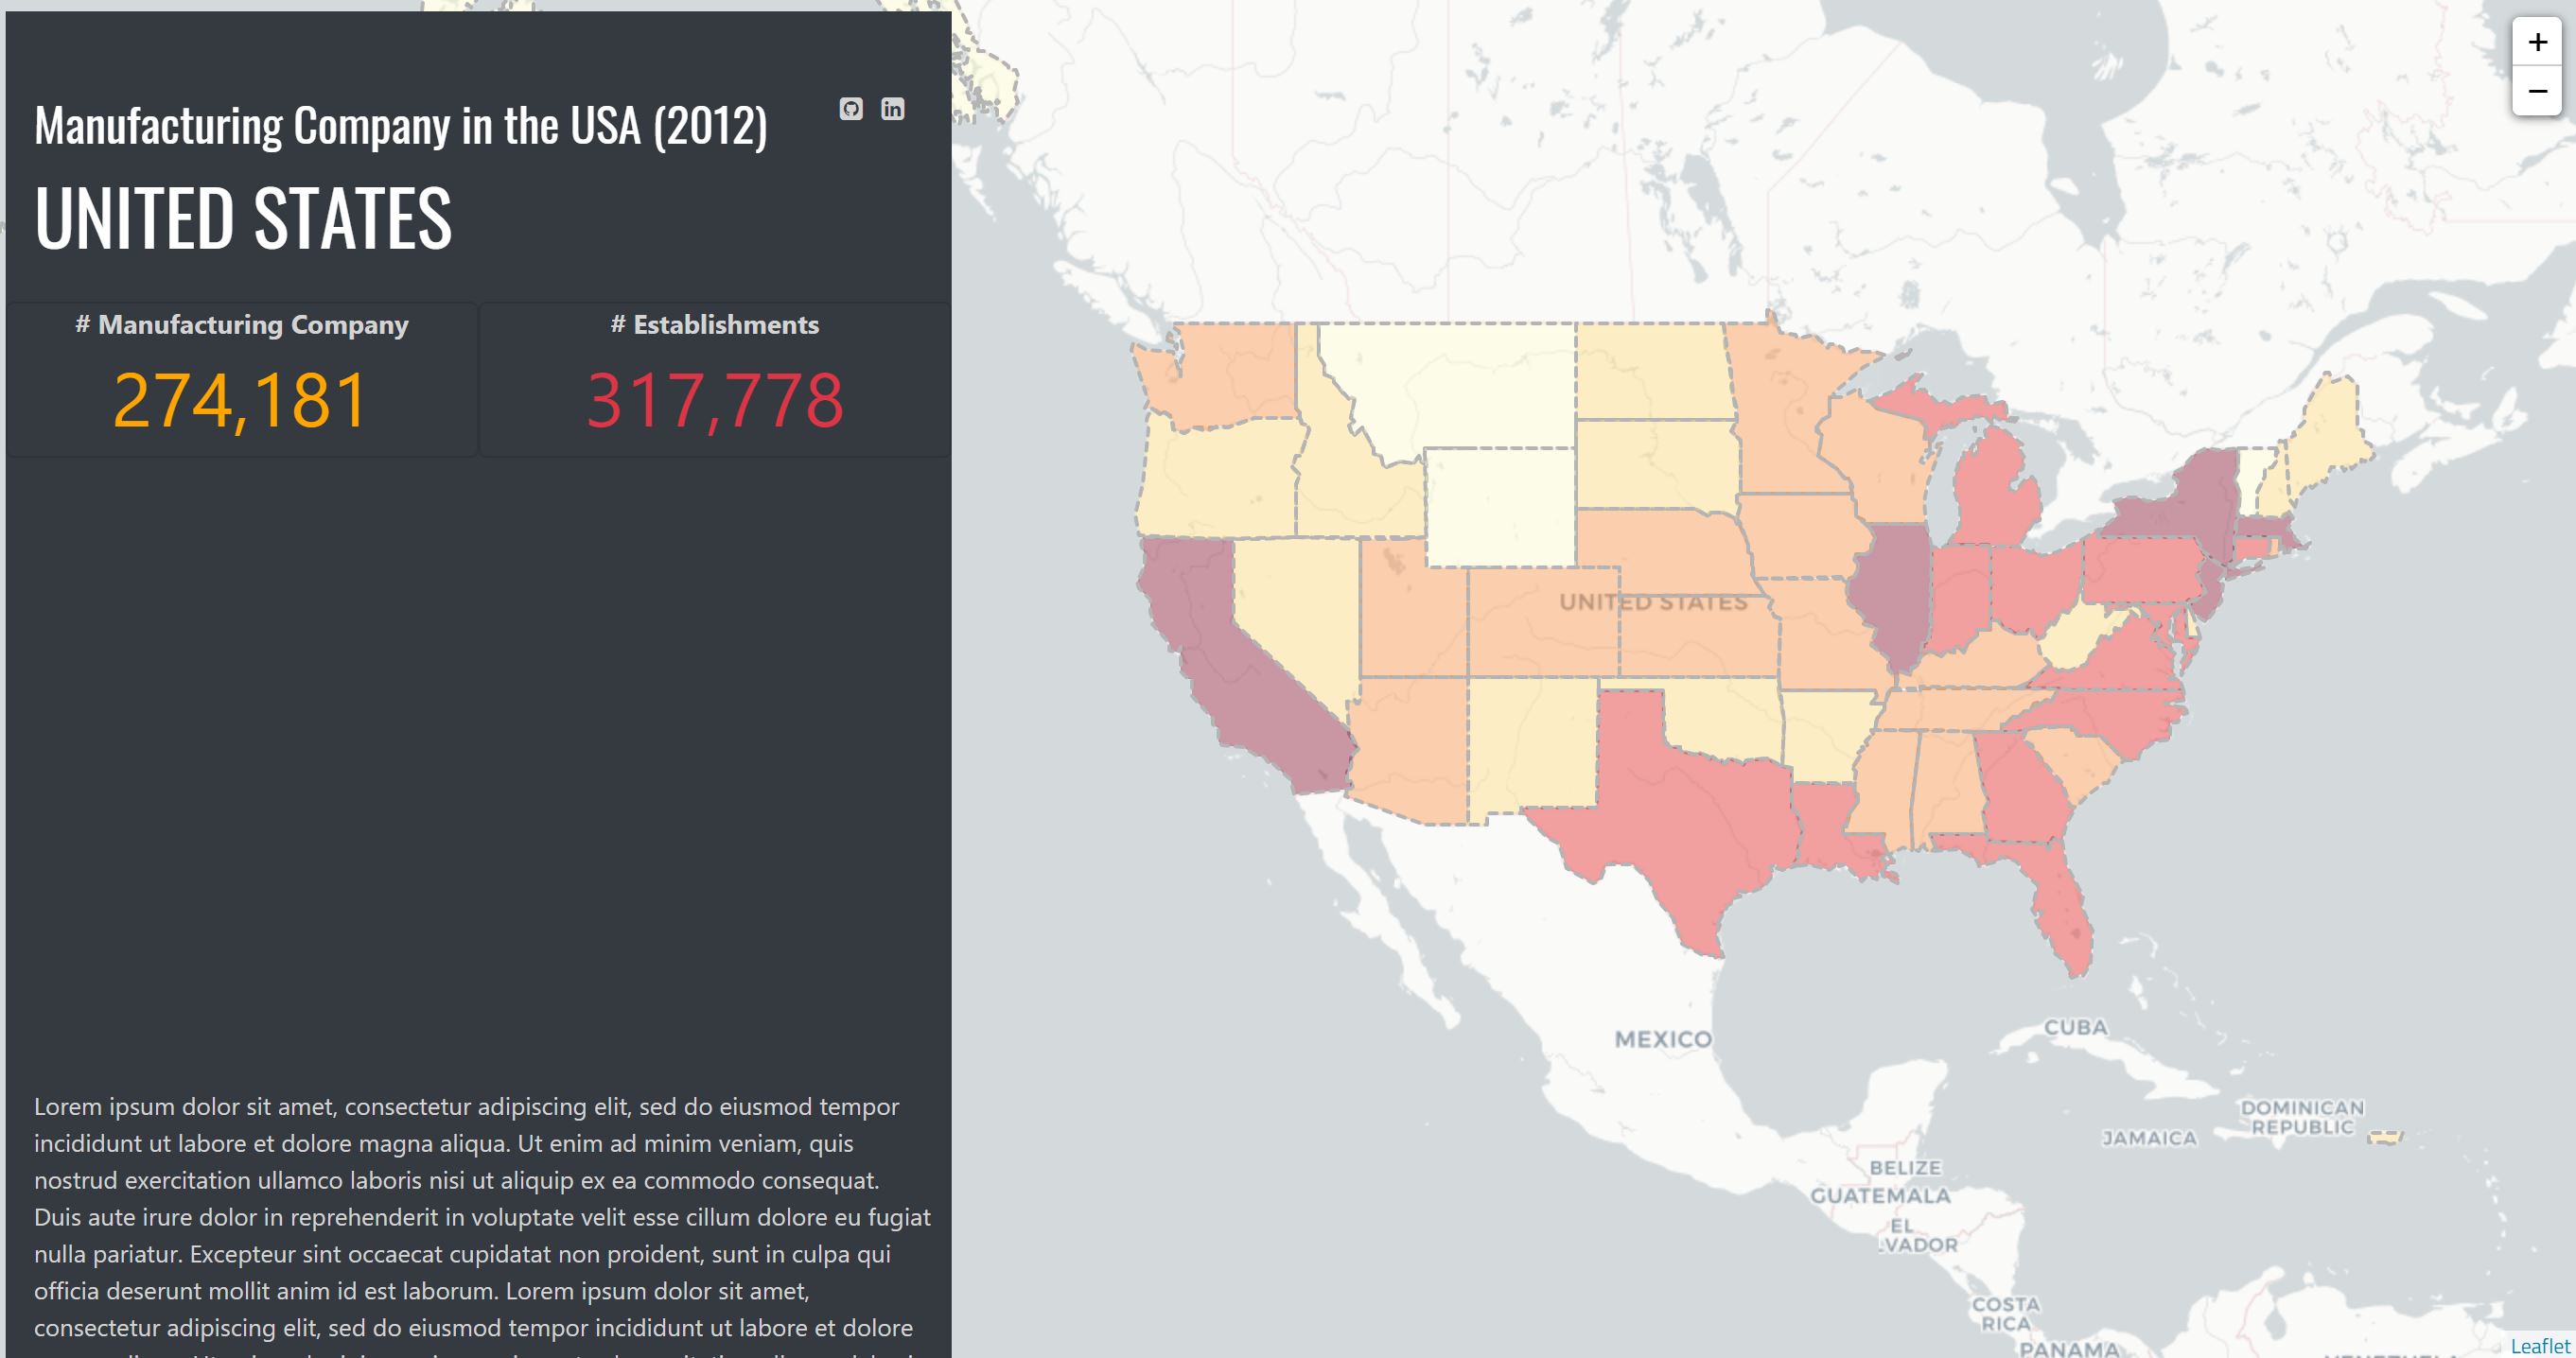 Manufacturing Company in the USA (2012)
UNITED STATES
# Manufacturing Company
# Establishments
274,181
317,778
Lorem ipsum dolor sit amet, consectetur adipiscing elit, sed do eiusmod tempor
incididunt ut labore et dolore magna aliqua. Ut enim ad minim veniam, quis
nostrud exercitation ullamco laboris nisi ut aliquip ex ea commodo consequat.
Duis aute irure dolor in reprehenderit in voluptate velit esse cillum dolore eu fugiat
nulla pariatur. Excepteur sint occaecat cupidatat non proident, sunt in culpa qui
officia deserunt mollit anim id est laborum. Lorem ipsum dolor sit amet,
consectetur adipiscing elit, sed do eiusmod tempor incididunt ut labore et dolore
+
−
UNITED STATES
MEXICO
CUBA
DOMINICAN
REPUBLIC
JAMAICA
BELIZE
GUATEMALA
EL
VADOR
COSTA
RICA
PANAMA
Leaflet